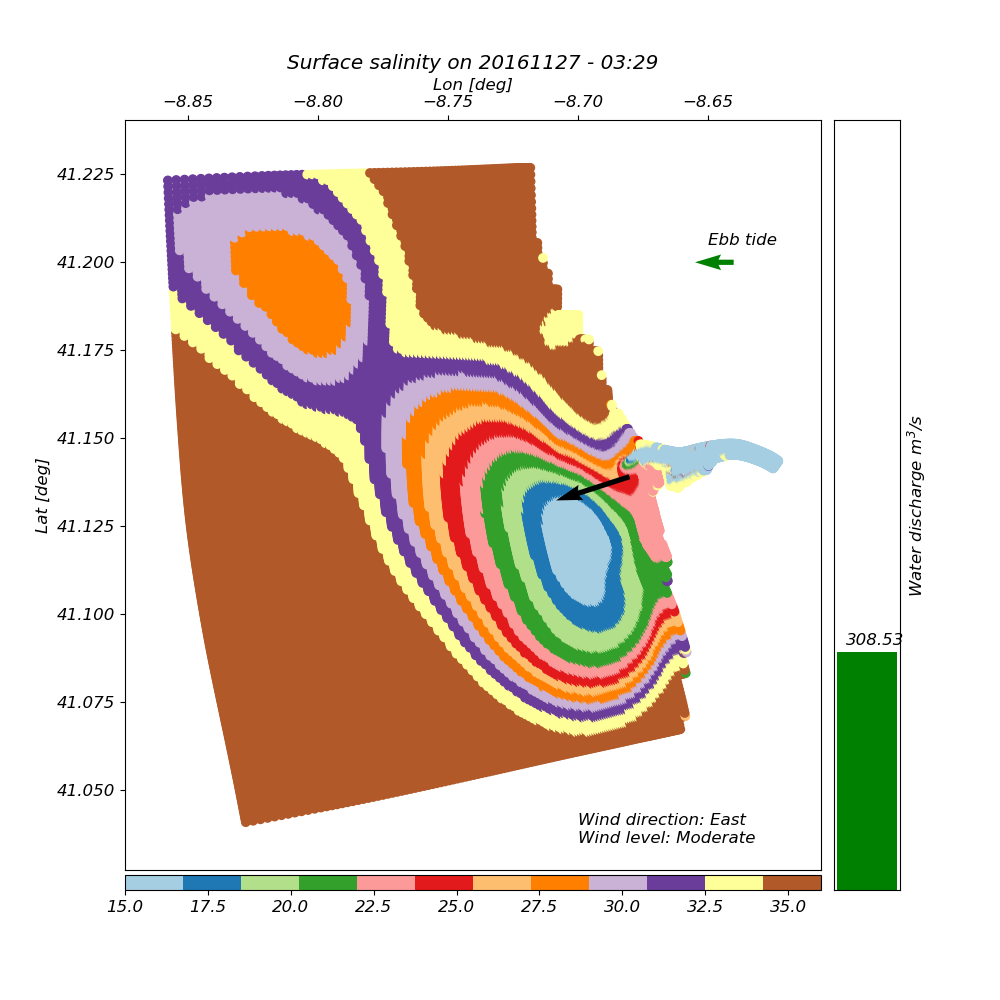 Surface salinity on 20161127 - 03:29
Lon [deg]
−8.85 −8.80 −8.75 −8.70 −8.65
41.225
41.200
41.175
41.150
41.125
41.100
41.075
41.050
Lat [deg]
Ebb tide
Wind direction: East
Wind level: Moderate
15.0 17.5 20.0 22.5 25.0 27.5 30.0 32.5 35.0
308.53
Water discharge m³/s